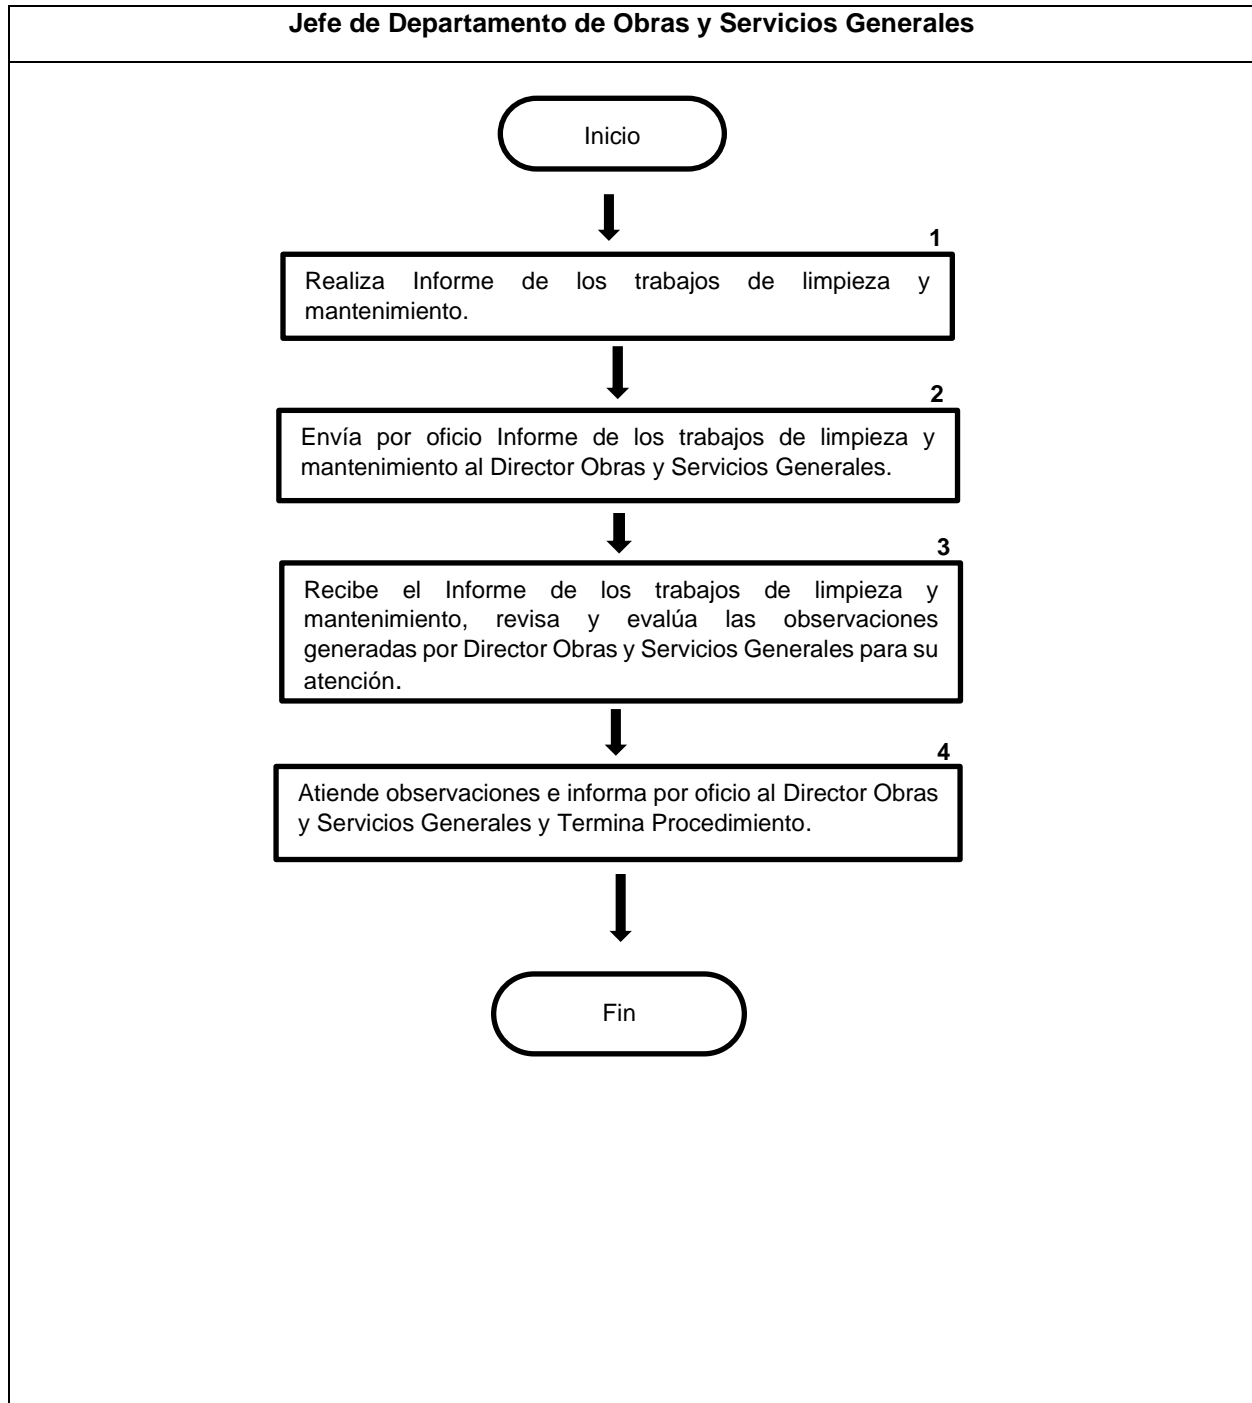 Jefe de Departamento de Obras y Servicios Generales
Inicio
1
Realiza Informe de los trabajos de limpieza y
mantenimiento.
2
Envía por oficio Informe de los trabajos de limpieza y
mantenimiento al Director Obras y Servicios Generales.
3
Recibe el Informe de los trabajos de limpieza y
mantenimiento, revisa y evalúa las observaciones
generadas por Director Obras y Servicios Generales para su
atención.
4
Atiende observaciones e informa por oficio al Director Obras
y Servicios Generales y Termina Procedimiento.
Fin